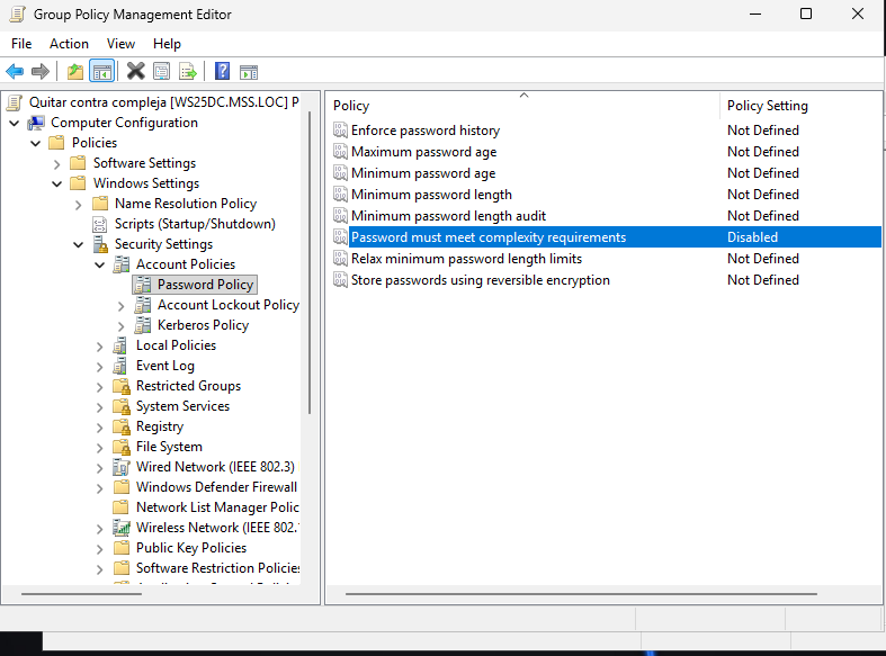 Group Policy Management Editor
File Action View Help
Quitar contra compleja [WS25DC.MSS.LOC] P
Computer Configuration
Policies
Software Settings
Windows Settings
Name Resolution Policy
Scripts (Startup/Shutdown)
Security Settings
Account Policies
Password Policy
Account Lockout Policy
Kerberos Policy
Local Policies
Event Log
Restricted Groups
System Services
Registry
File System
Wired Network (IEEE 802.3)
Windows Defender Firewall
Network List Manager Polic
Wireless Network (IEEE 802.1
Public Key Policies
Software Restriction Policies
Policy Policy Setting
Enforce password history Not Defined
Maximum password age Not Defined
Minimum password age Not Defined
Minimum password length Not Defined
Minimum password length audit Not Defined
Password must meet complexity requirements Disabled
Relax minimum password length limits Not Defined
Store passwords using reversible encryption Not Defined